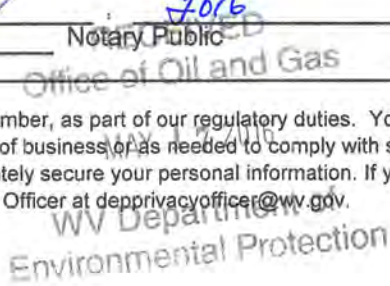 2016
Notary Public
RECEIVED
Office of Oil and Gas
mber, as part of our regulatory duties. Yo
of business or as needed to comply with s
MAY 17 2016
tely secure your personal information. If y
Officer at depprivacyofficer@wv.gov.
WV Department of
Environmental Protection